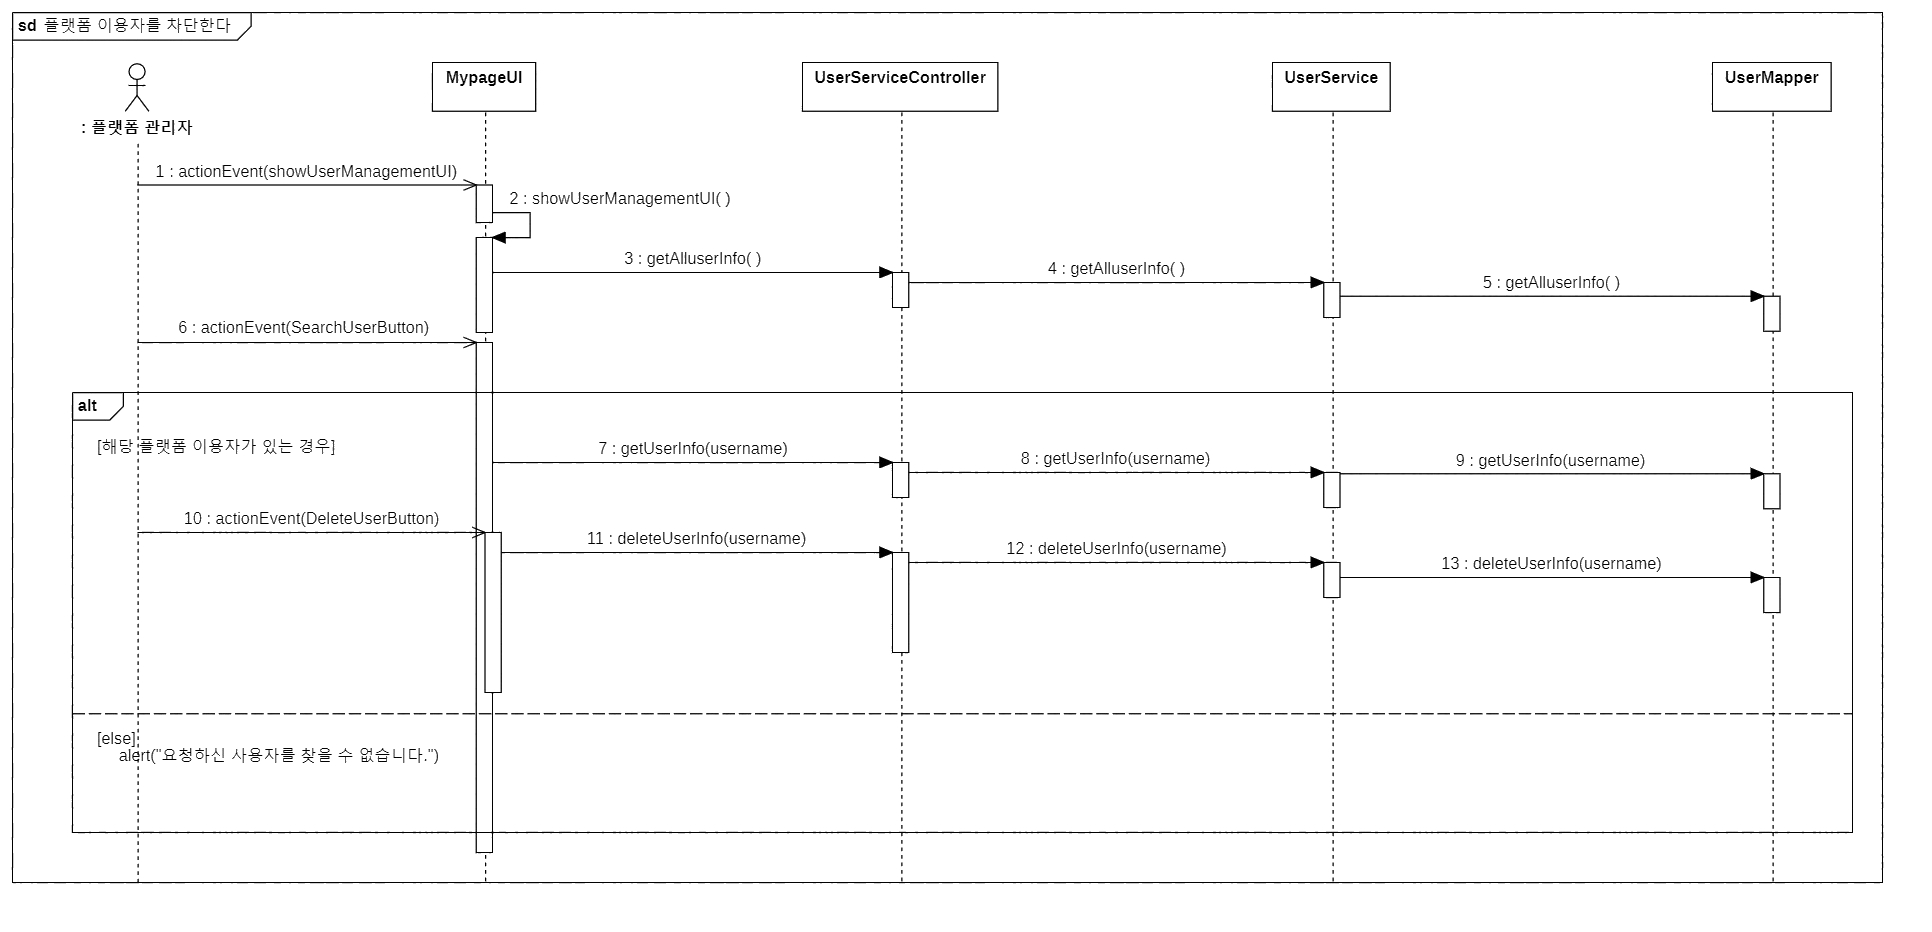 sd 플랫폼 이용자를 차단한다
MypageUI
UserServiceController
UserService
UserMapper
: 플랫폼 관리자
1 : actionEvent(showUserManagementUI)
2 : showUserManagementUI( )
3 : getAlluserInfo( )
4 : getAlluserInfo( )
5 : getAlluserInfo( )
6 : actionEvent(SearchUserButton)
alt
[해당 플랫폼 이용자가 있는 경우]
7 : getUserInfo(username)
8 : getUserInfo(username)
9 : getUserInfo(username)
10 : actionEvent(DeleteUserButton)
11 : deleteUserInfo(username)
12 : deleteUserInfo(username)
13 : deleteUserInfo(username)
[else]
alert("요청하신 사용자를 찾을 수 없습니다.")